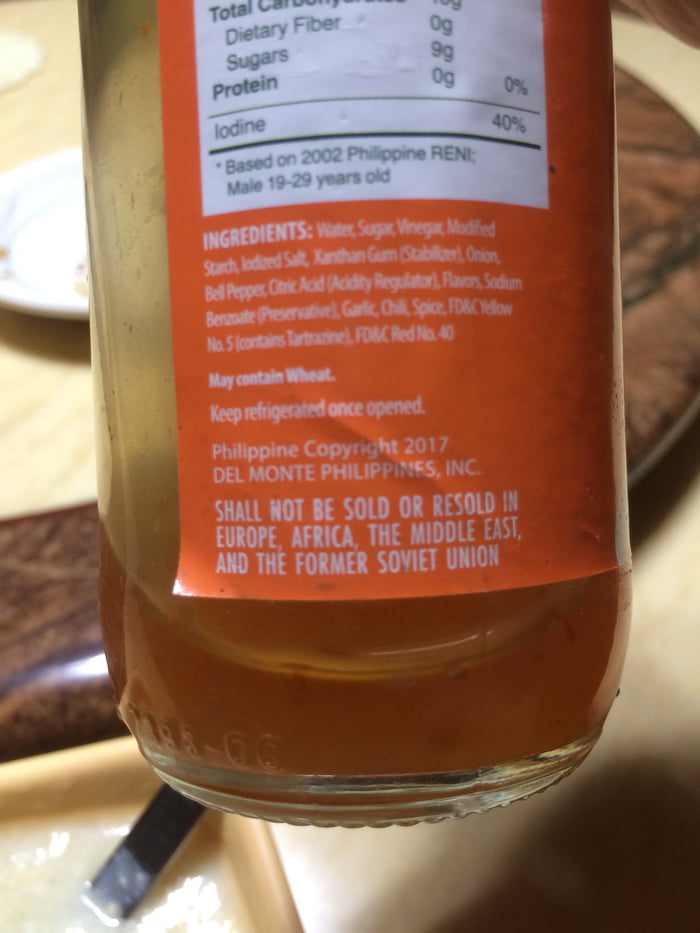 Total Carbohydrates 10g
Dietary Fiber 0g
Sugars 9g
Protein 0g 0%
Iodine 40%
* Based on 2002 Philippine RENI;
Male 19-29 years old
INGREDIENTS: Water, Sugar, Vinegar, Modified
Starch, Iodized Salt, Xanthan Gum (Stabilizer), Onion,
Bell Pepper, Citric Acid (Acidity Regulator), Flavors, Sodium
Benzoate (Preservative), Garlic, Chili, Spice, FD&C Yellow
No. 5 (contains Tartrazine), FD&C Red No. 40
May contain Wheat.
Keep refrigerated once opened.
Philippine Copyright 2017
DEL MONTE PHILIPPINES, INC.
SHALL NOT BE SOLD OR RESOLD IN
EUROPE, AFRICA, THE MIDDLE EAST,
AND THE FORMER SOVIET UNION